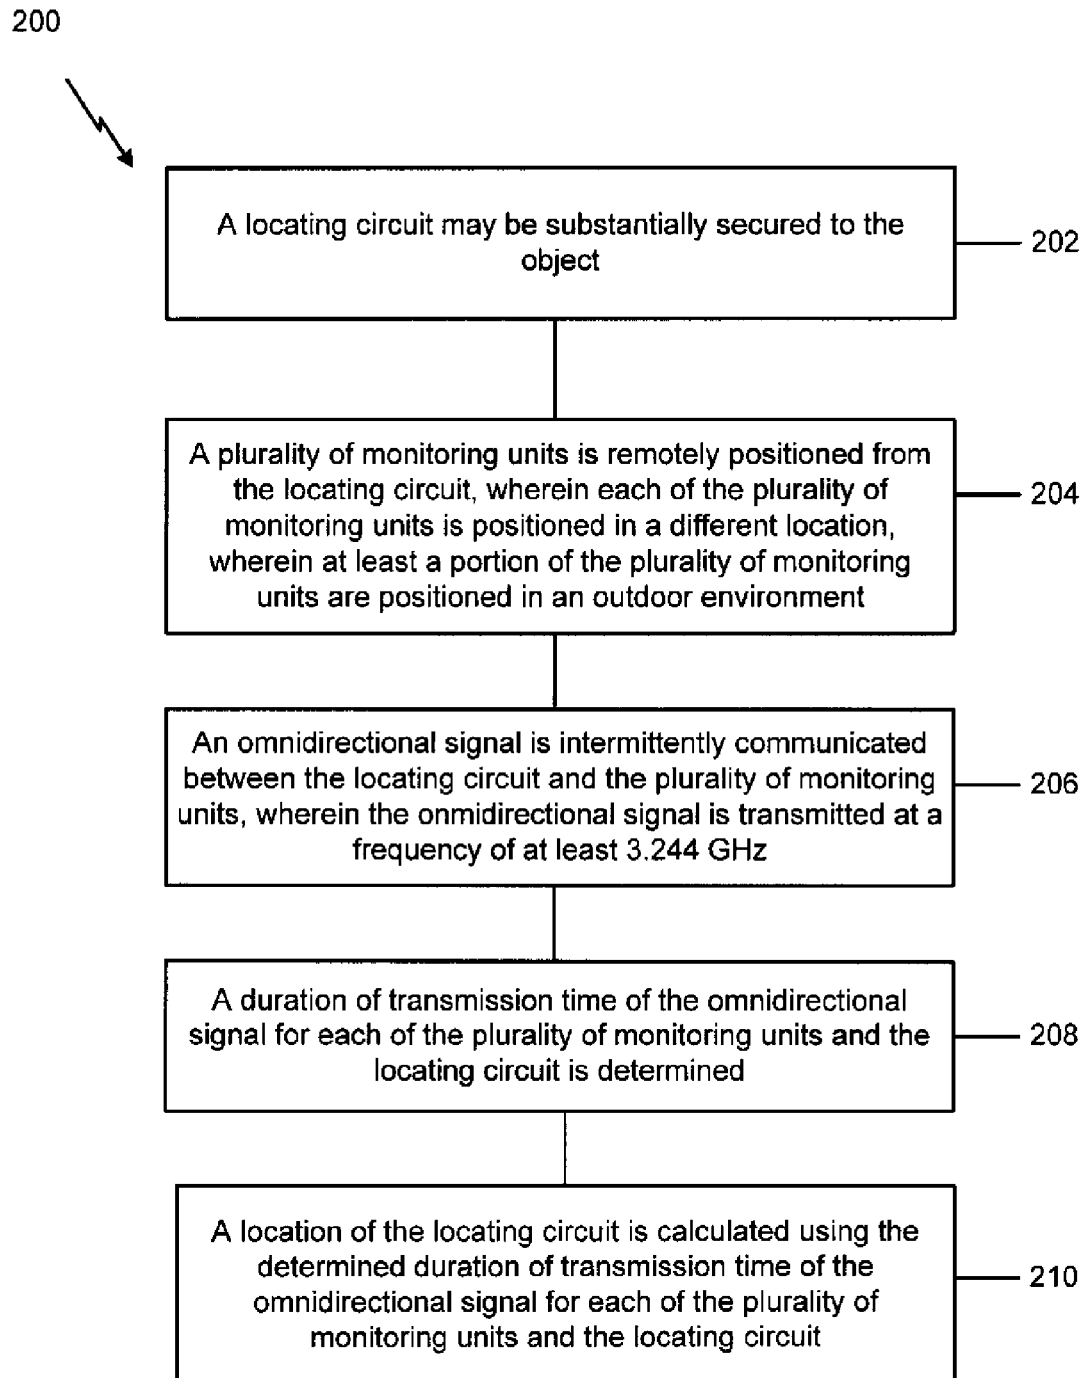 200
A locating circuit may be substantially secured to the
object
202
A plurality of monitoring units is remotely positioned from
the locating circuit, wherein each of the plurality of
monitoring units is positioned in a different location,
wherein at least a portion of the plurality of monitoring
units are positioned in an outdoor environment
204
An omnidirectional signal is intermittently communicated
between the locating circuit and the plurality of monitoring
units, wherein the onmidirectional signal is transmitted at a
frequency of at least 3.244 GHz
206
A duration of transmission time of the omnidirectional
signal for each of the plurality of monitoring units and the
locating circuit is determined
208
A location of the locating circuit is calculated using the
determined duration of transmission time of the
omnidirectional signal for each of the plurality of
monitoring units and the locating circuit
210